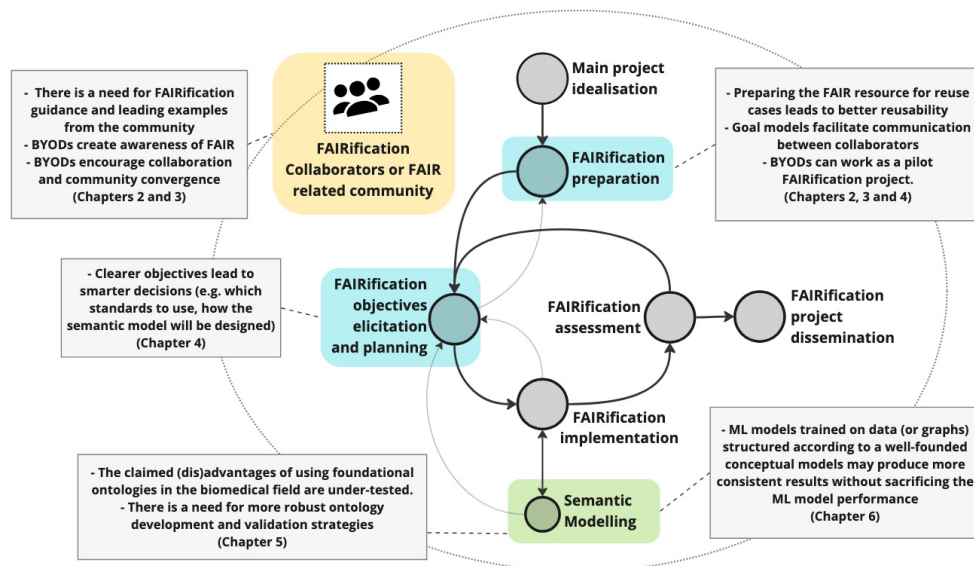 - There is a need for FAIRification
guidance and leading examples
from the community
- BYODs create awareness of FAIR
- BYODs encourage collaboration
and community convergence
(Chapters 2 and 3)
FAIRification
Collaborators or FAIR
related community
Main project
idealisation
FAIRification
preparation
- Preparing the FAIR resource for reuse
cases leads to better reusability
- Goal models facilitate communication
between collaborators
- BYODs can work as a pilot
FAIRification project.
(Chapters 2, 3 and 4)
- Clearer objectives lead to
smarter decisions (e.g. which
standards to use, how the
semantic model will be designed)
(Chapter 4)
FAIRification
objectives
elicitation
and planning
FAIRification
assessment
FAIRification
project
dissemination
FAIRification
implementation
- The claimed (dis)advantages of using foundational
ontologies in the biomedical field are under-tested.
- There is a need for more robust ontology
development and validation strategies
(Chapter 5)
Semantic
Modelling
- ML models trained on data (or graphs)
structured according to a well-founded
conceptual models may produce more
consistent results without sacrificing the
ML model performance
(Chapter 6)